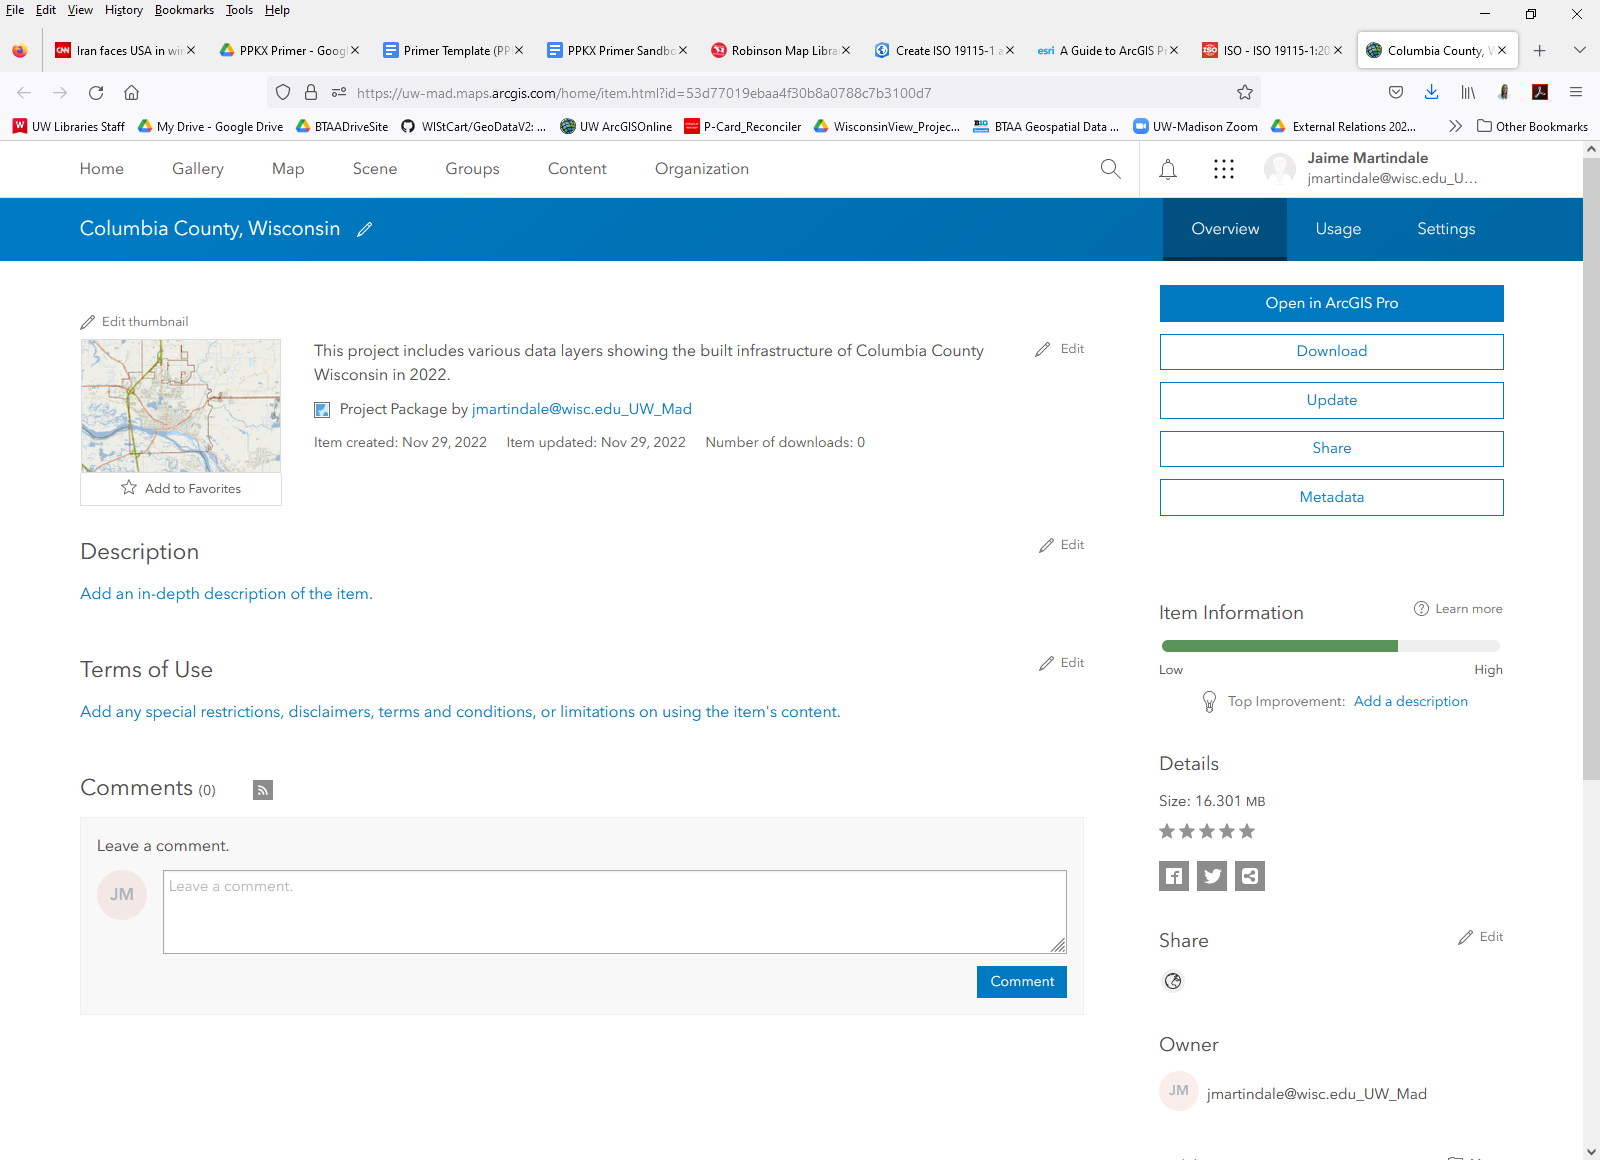 File Edit View History Bookmarks Tools Help
Iran faces USA in wi
PPKX Primer - Googl
Primer Template (PP
PPKX Primer Sandbo
Robinson Map Libra
Create ISO 19115-1 a
esri A Guide to ArcGIS P
ISO - ISO 19115-1:20
Columbia County, W
https://uw-mad.maps.arcgis.com/home/item.html?id=53d77019ebaa4f30b8a0788c7b3100d7
UW Libraries Staff My Drive - Google Drive BTAADriveSite WIStCart/GeoDataV2: ... UW ArcGISOnline P-Card_Reconciler WisconsinView_Projec... BTAA Geospatial Data ... UW-Madison Zoom External Relations 202... Other Bookmarks
Home Gallery Map Scene Groups Content Organization
Jaime Martindale
jmartindale@wisc.edu_U...
Columbia County, Wisconsin
Overview Usage Settings
Edit thumbnail
Add to Favorites
This project includes various data layers showing the built infrastructure of Columbia County
Wisconsin in 2022.
Edit
Project Package by jmartindale@wisc.edu_UW_Mad
Item created: Nov 29, 2022 Item updated: Nov 29, 2022 Number of downloads: 0
Description
Edit
Add an in-depth description of the item.
Terms of Use
Edit
Add any special restrictions, disclaimers, terms and conditions, or limitations on using the item's content.
Comments (0)
Leave a comment.
JM
Leave a comment.
Comment
Open in ArcGIS Pro
Download
Update
Share
Metadata
Item Information
Learn more
Low High
Top Improvement: Add a description
Details
Size: 16.301 MB
Share
Edit
Owner
JM
jmartindale@wisc.edu_UW_Mad